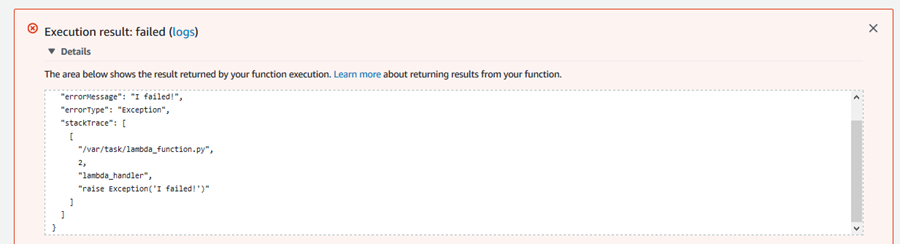 Execution result: failed (logs)
Details
The area below shows the result returned by your function execution. Learn more about returning results from your function.
"errorMessage": "I failed!",
"errorType": "Exception",
"stackTrace": [
[
"/var/task/lambda_function.py",
2,
"lambda_handler",
"raise Exception('I failed!')"
]
]
}